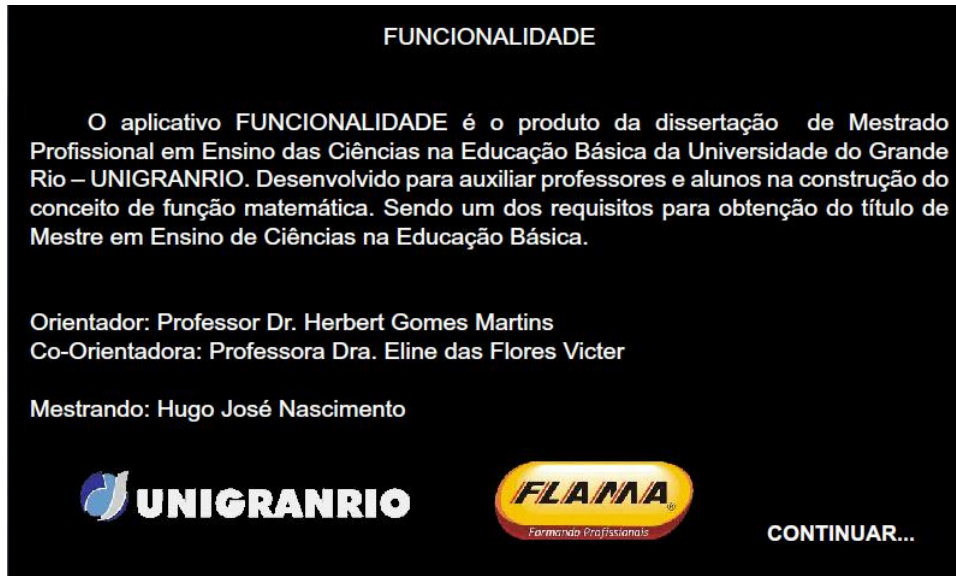 FUNCIONALIDADE
O aplicativo FUNCIONALIDADE é o produto da dissertação de Mestrado
Profissional em Ensino das Ciências na Educação Básica da Universidade do Grande
Rio – UNIGRANRIO. Desenvolvido para auxiliar professores e alunos na construção do
conceito de função matemática. Sendo um dos requisitos para obtenção do título de
Mestre em Ensino de Ciências na Educação Básica.
Orientador: Professor Dr. Herbert Gomes Martins
Co-Orientadora: Professora Dra. Eline das Flores Victer
Mestrando: Hugo José Nascimento
UNIGRANRIO
FLAMA®
Formando Profissionais
CONTINUAR...